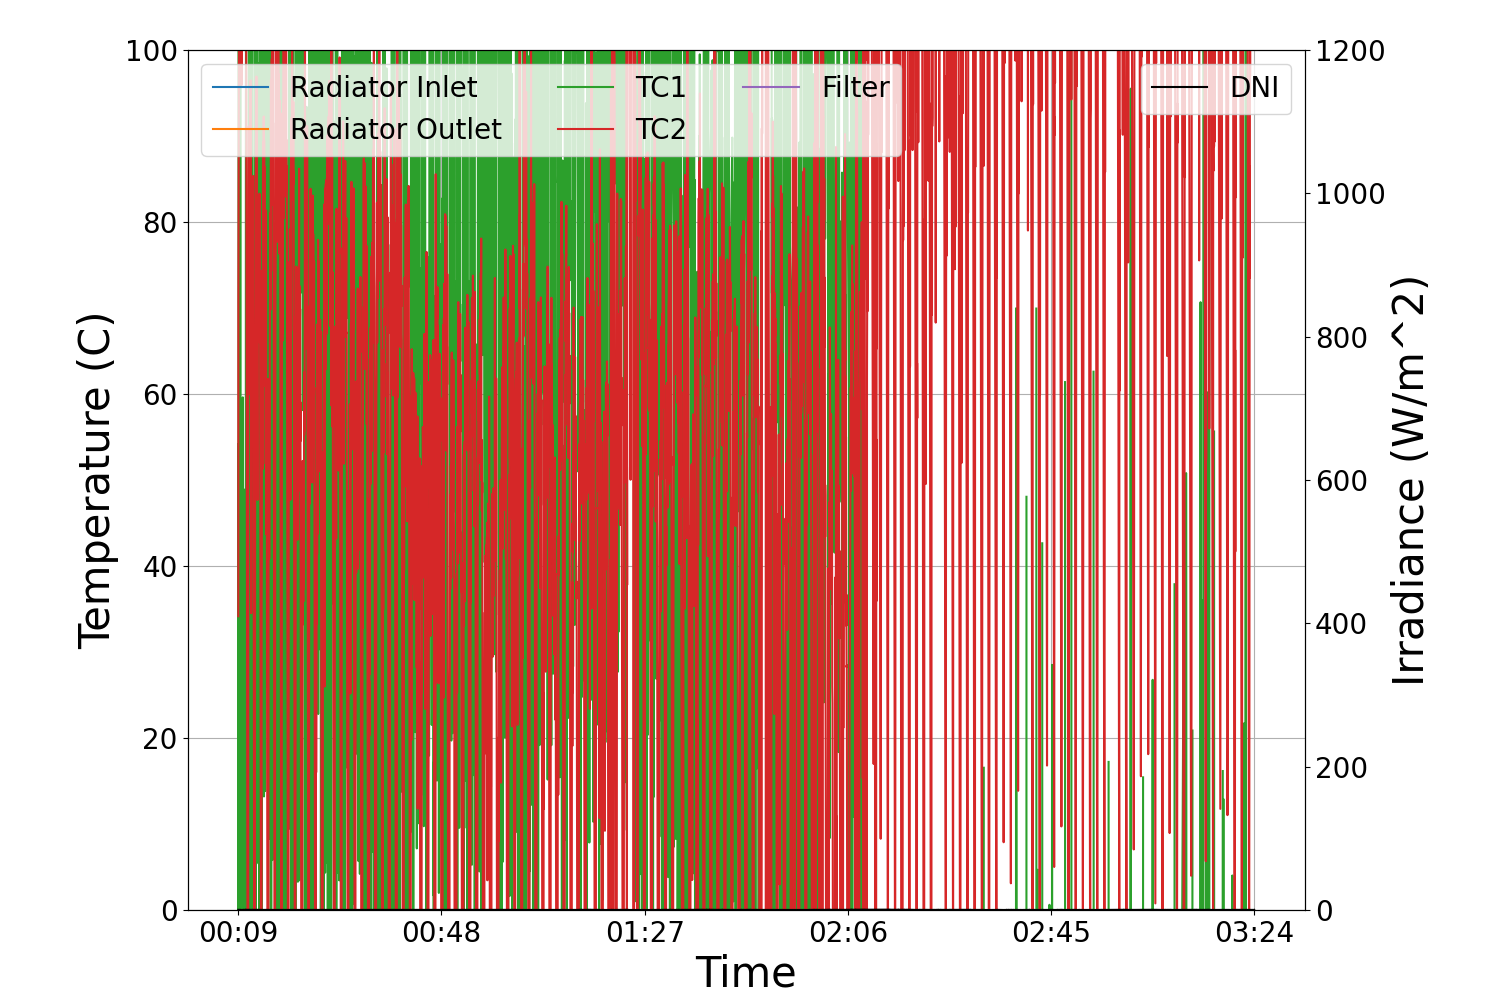 Radiator Inlet
Radiator Outlet
TC1
TC2
Filter
DNI
Temperature (C)
100
80
60
40
20
0
1200
1000
800
600
400
200
0
Irradiance (W/m^2)
00:09 00:48 01:27 02:06 02:45 03:24
Time